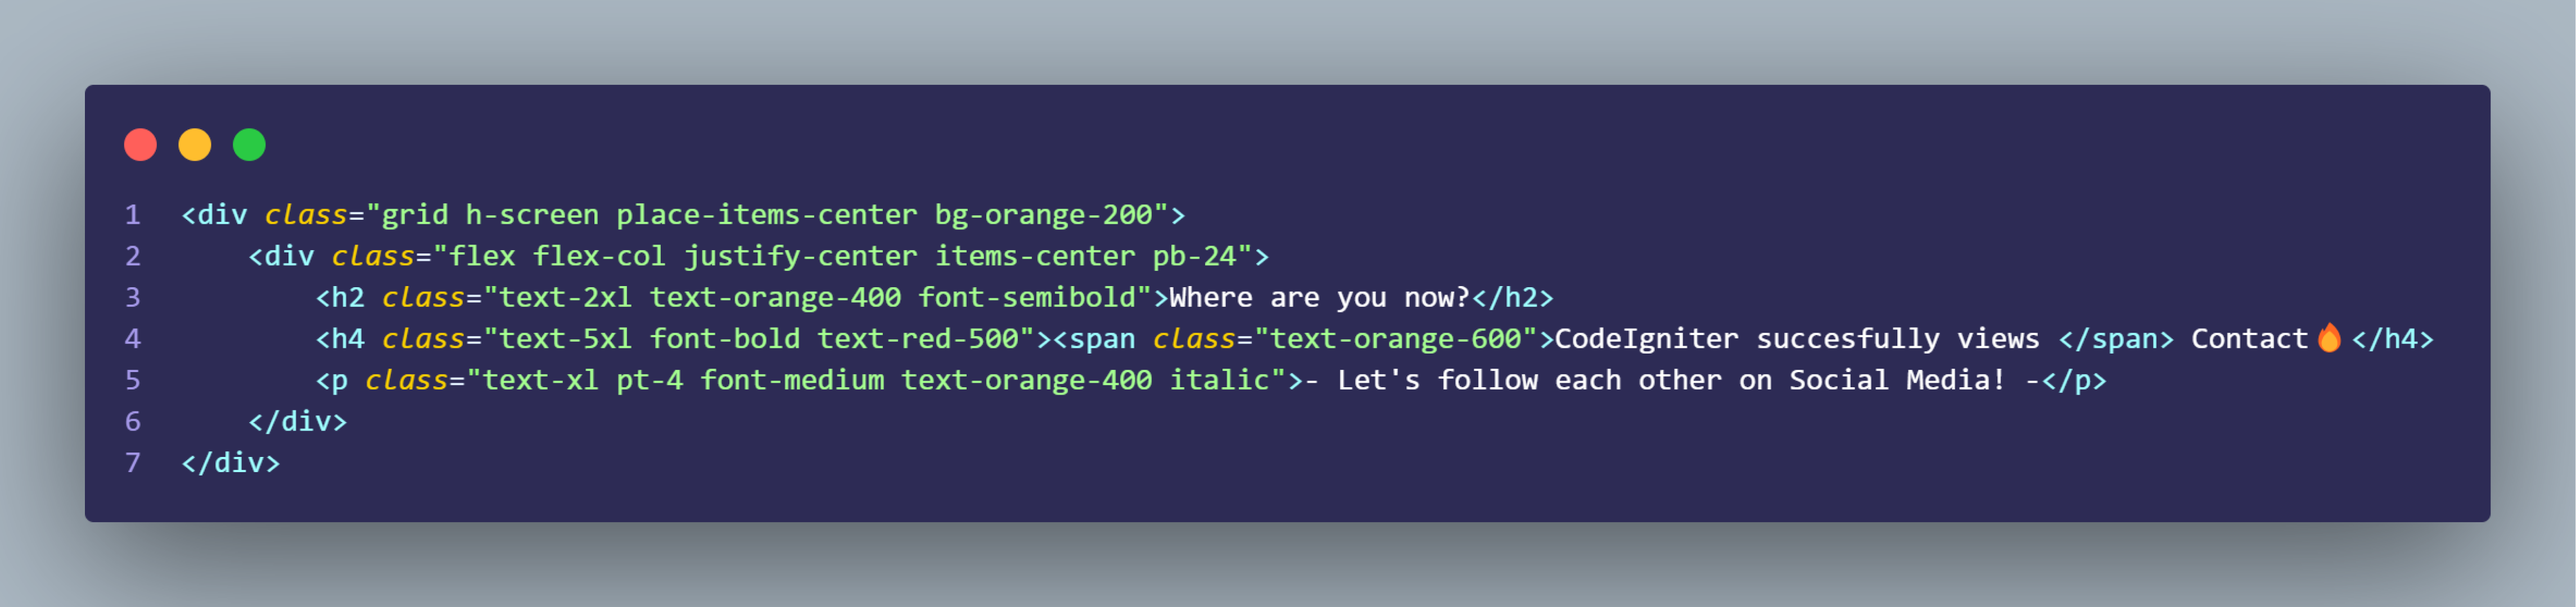 1 <div class="grid h-screen place-items-center bg-orange-200">
2     <div class="flex flex-col justify-center items-center pb-24">
3         <h2 class="text-2xl text-orange-400 font-semibold">Where are you now?</h2>
4         <h4 class="text-5xl font-bold text-red-500"><span class="text-orange-600">CodeIgniter succesfully views </span> Contact🔥</h4>
5         <p class="text-xl pt-4 font-medium text-orange-400 italic">- Let's follow each other on Social Media! -</p>
6     </div>
7 </div>